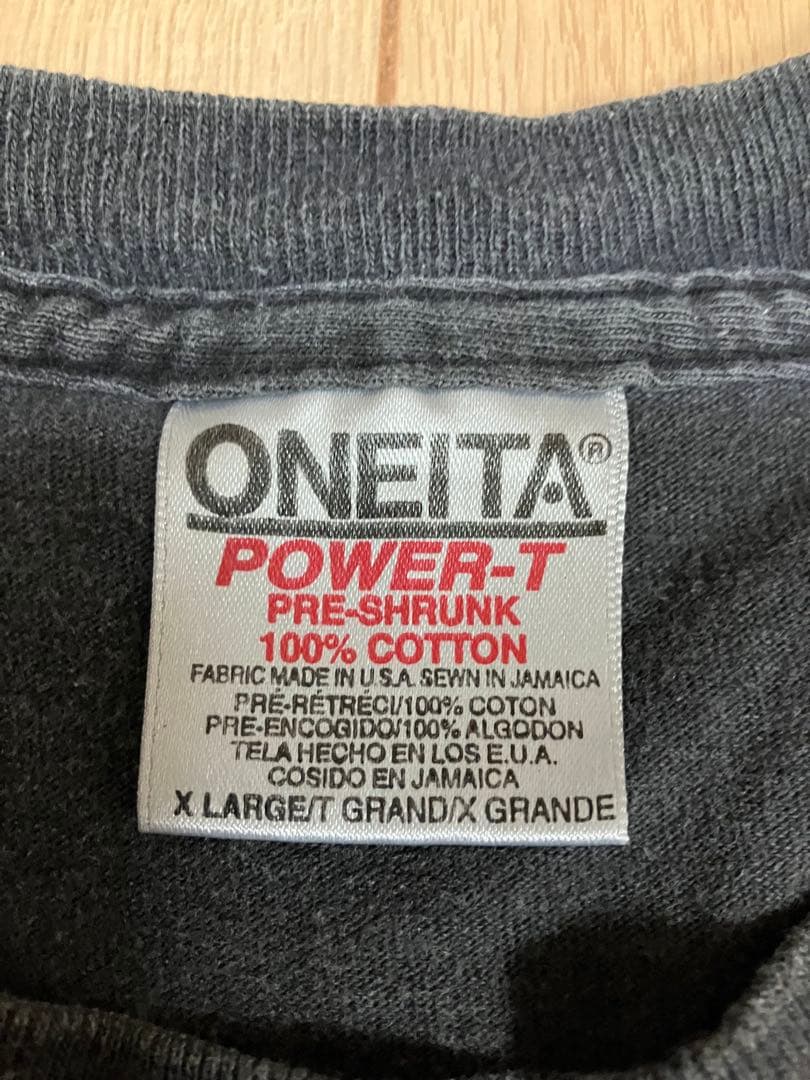 ONEITA®
POWER-T
PRE-SHRUNK
100% COTTON
FABRIC MADE IN U.S.A. SEWN IN JAMAICA
PRÉ-RÉTRÉCI/100% COTON
PRE-ENCOGIDO/100% ALGODON
TELA HECHO EN LOS E.U.A.
COSIDO EN JAMAICA
X LARGE/T GRAND/X GRANDE